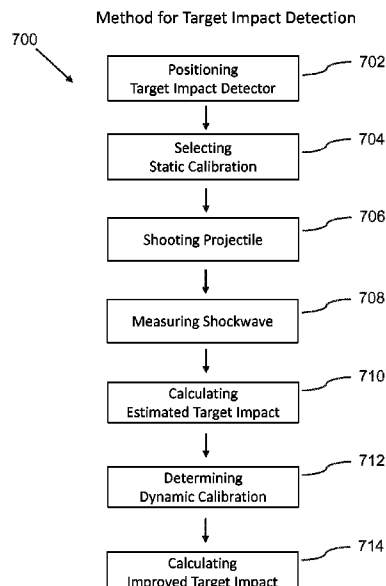 Method for Target Impact Detection
700
702
Positioning
Target Impact Detector
704
Selecting
Static Calibration
706
Shooting Projectile
708
Measuring Shockwave
710
Calculating
Estimated Target Impact
712
Determining
Dynamic Calibration
714
Calculating
Improved Target Impact